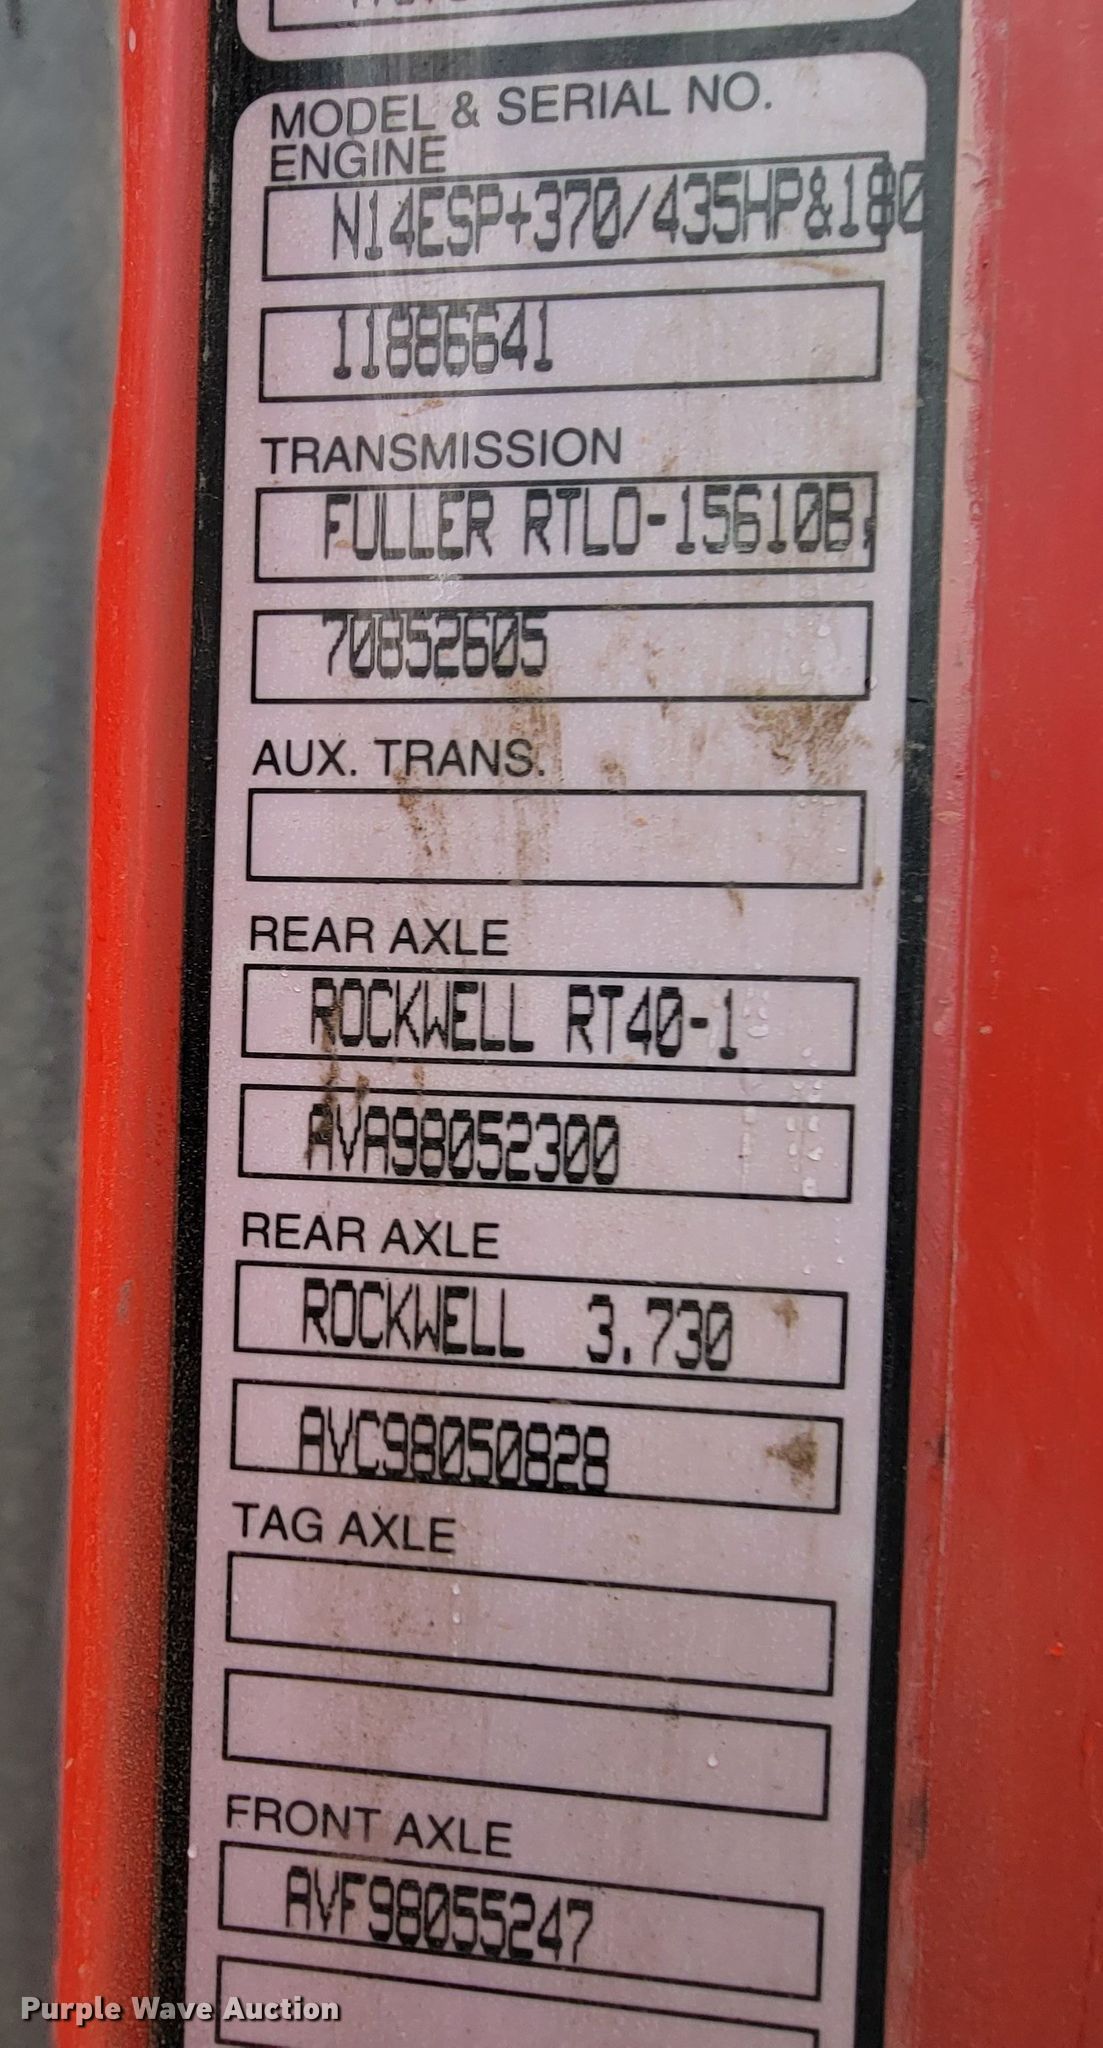 MODEL & SERIAL NO.
ENGINE
N14ESP+370/435HP&180
11886641
TRANSMISSION
FULLER RTLO-15610B
70852605
AUX. TRANS.
REAR AXLE
ROCKWELL RT40-1
AVA98052300
REAR AXLE
ROCKWELL 3.730
AVC98050828
TAG AXLE
FRONT AXLE
AVF98055247
Purple Wave Auction